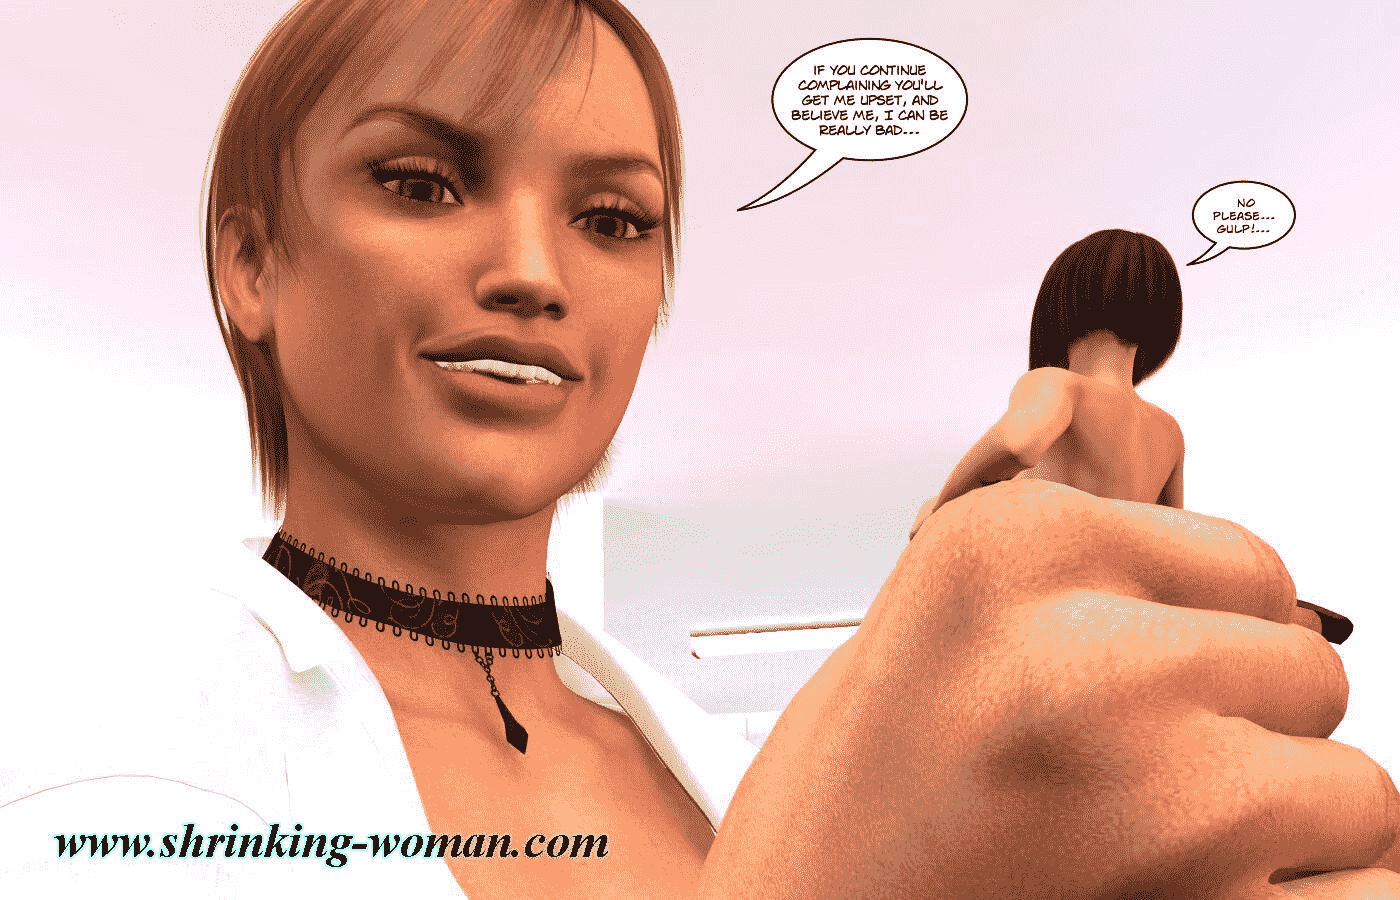 IF YOU CONTINUE
COMPLAINING YOU'LL
GET ME UPSET, AND
BELIEVE ME, I CAN BE
REALLY BAD...
NO
PLEASE...
GULP!...
www.shrinking-woman.com